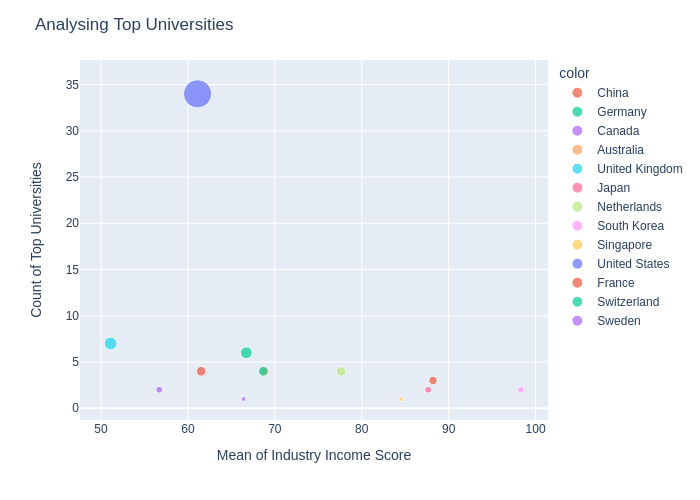 Analysing Top Universities
35
30
25
20
15
10
5
0
50 60 70 80 90 100
Count of Top Universities
Mean of Industry Income Score
color
China
Germany
Canada
Australia
United Kingdom
Japan
Netherlands
South Korea
Singapore
United States
France
Switzerland
Sweden